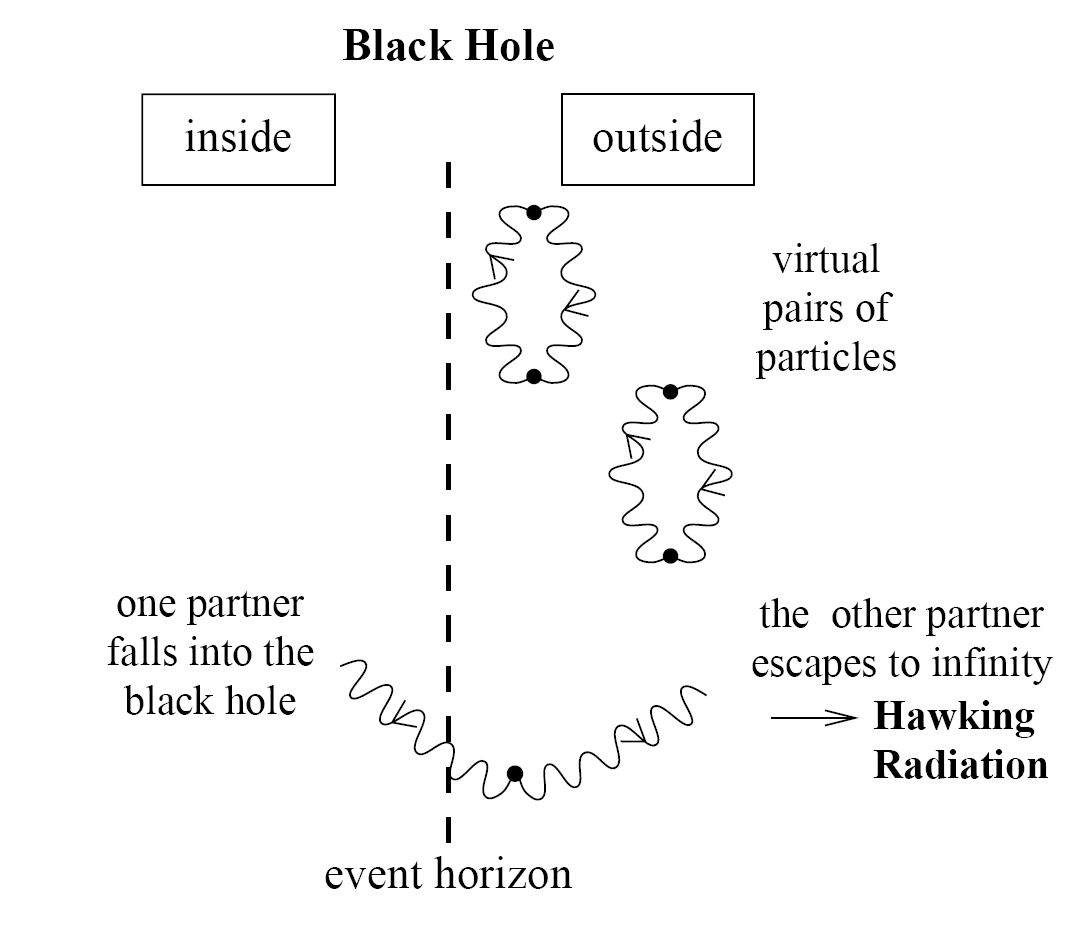 Black Hole
inside
outside
virtual
pairs of
particles
one partner
falls into the
black hole
the other partner
escapes to infinity
Hawking
Radiation
event horizon